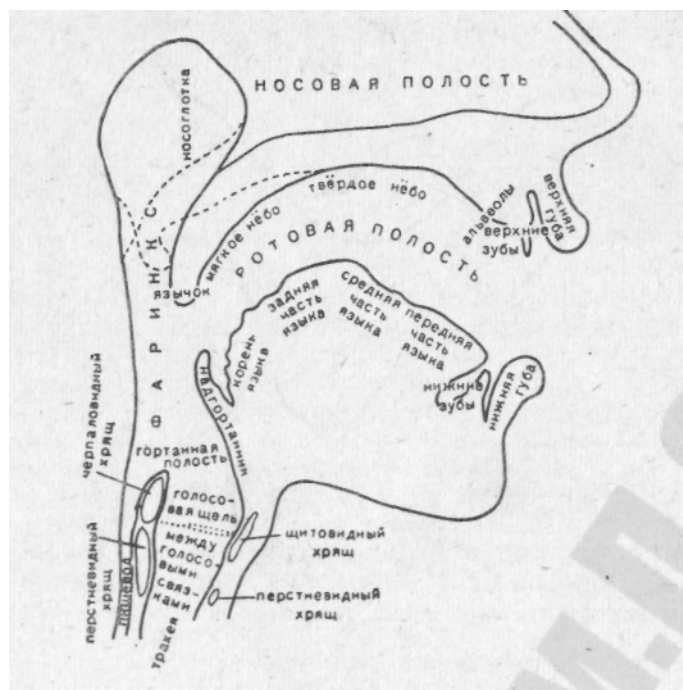 НОСОВАЯ ПОЛОСТЬ
носоглотка
ФАРИНКС
твёрдое нёбо
мягкое нёбо
альвеолы
верхние
зубы
верхняя
губа
РОТОВАЯ ПОЛОСТЬ
язычок
задняя
часть
языка
средняя
часть
языка
передняя
часть
языка
корень
языка
надгортанник
нижние
зубы
нижняя
губа
черпаловидный
хрящ
гортанная
полость
голосо-
вая щель
между
голосо-
выми
связ-
ками
щитовидный
хрящ
перстневидный
хрящ
пищевод
трахея
перстневидный
хрящ
М.П.